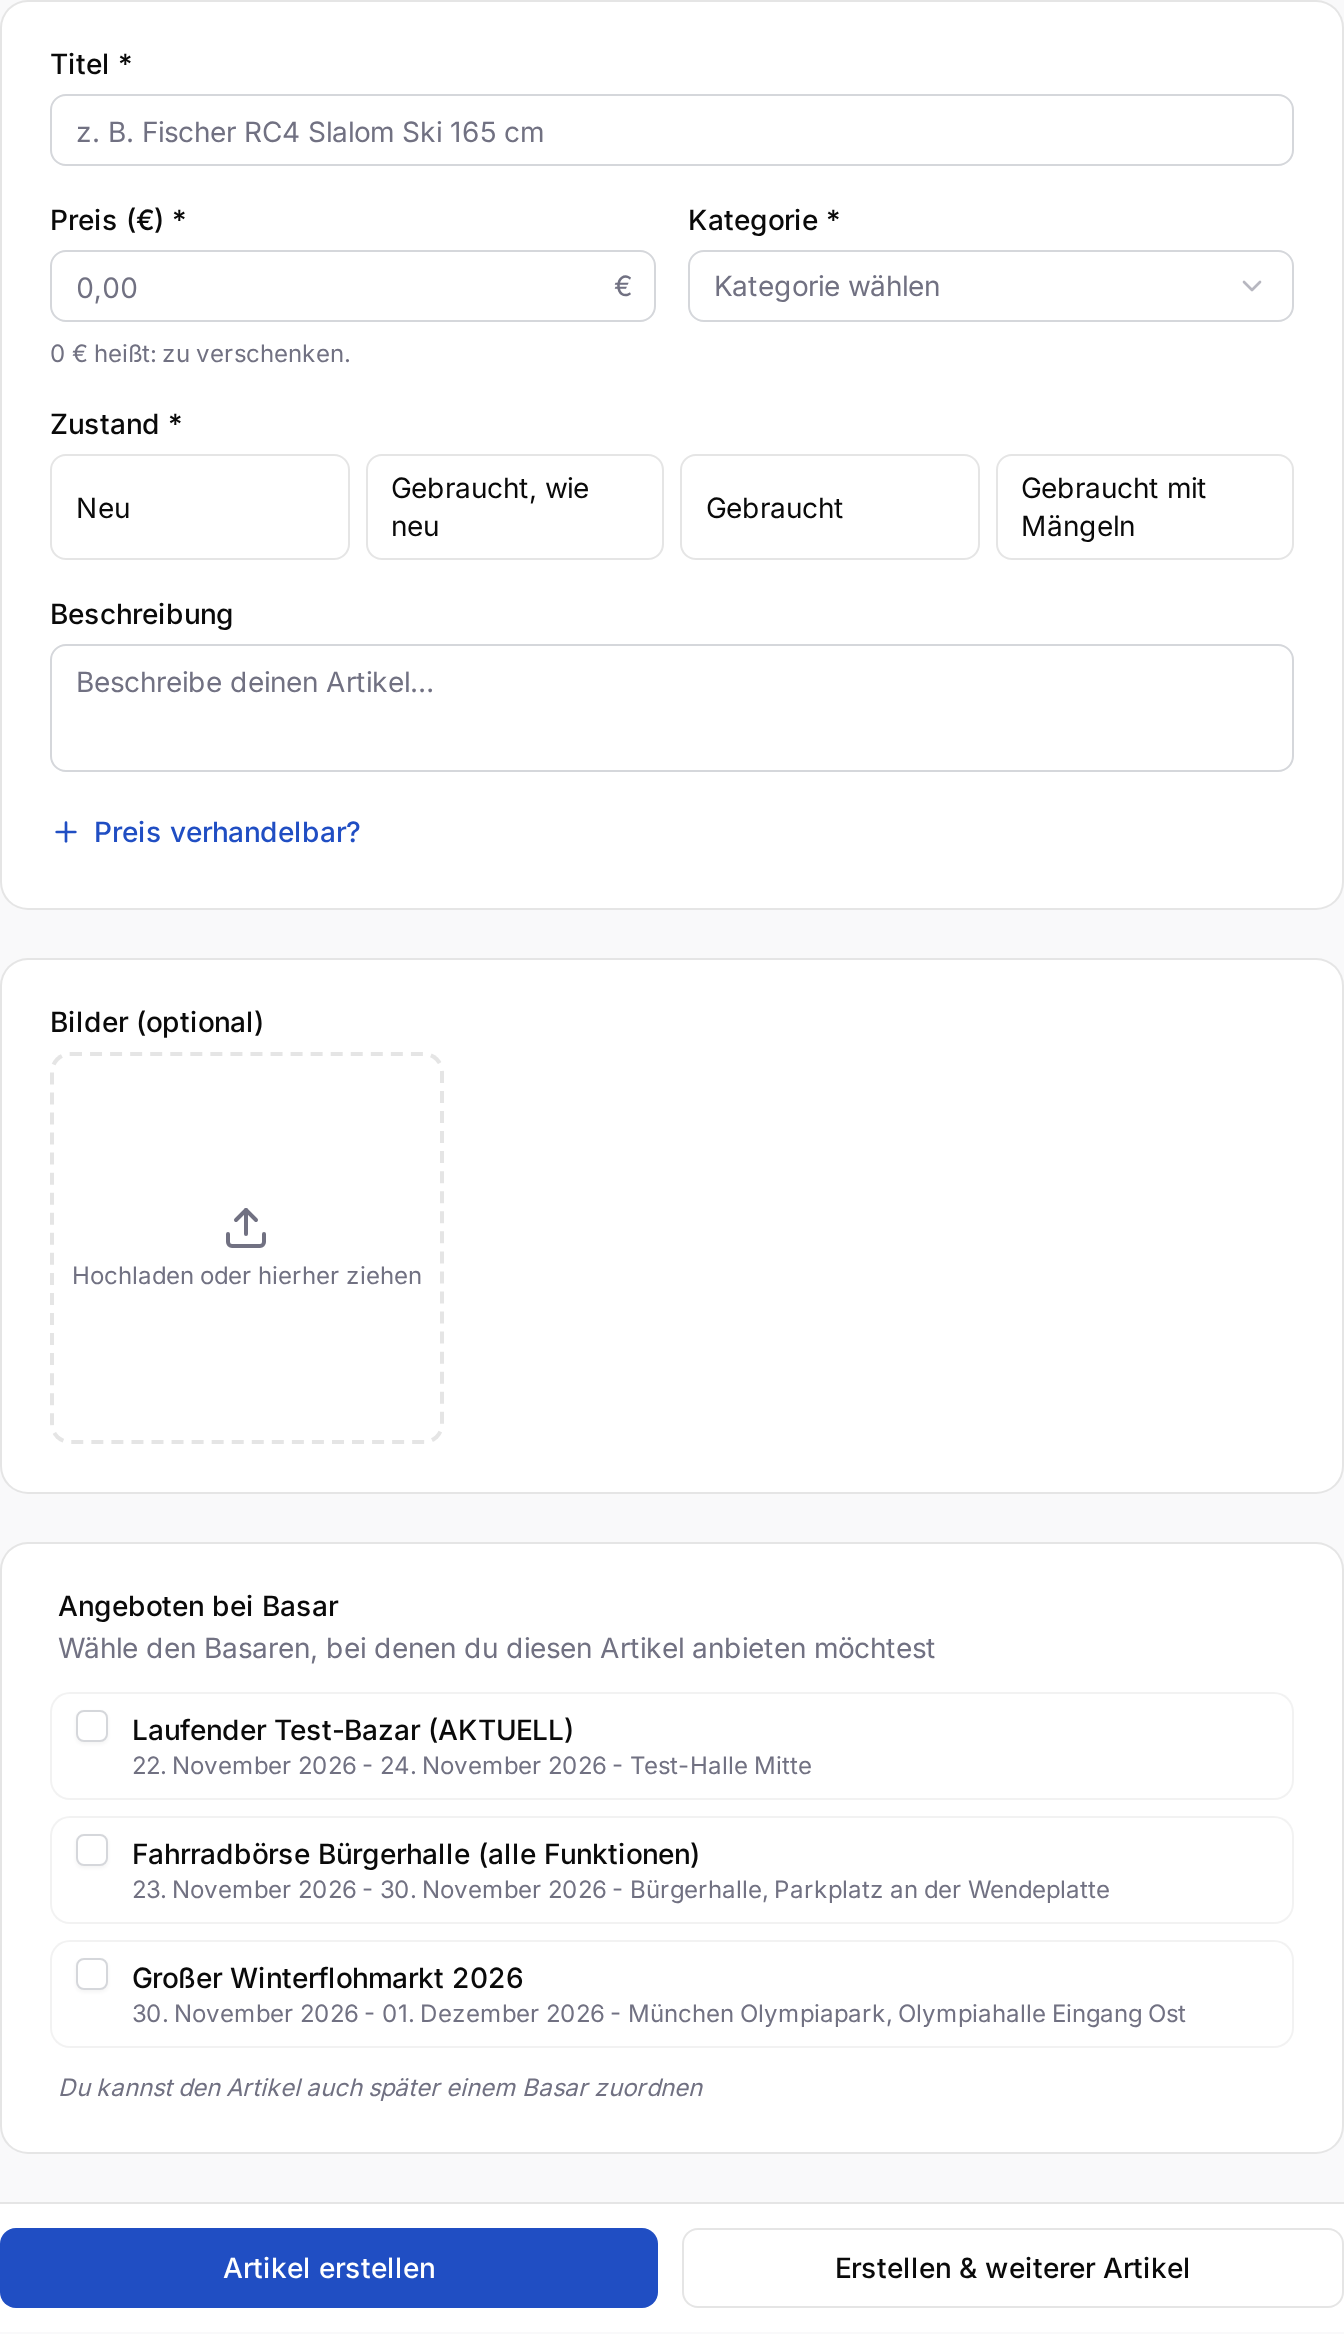 Titel *
z. B. Fischer RC4 Slalom Ski 165 cm
Preis (€) *
Kategorie *
0,00 €
Kategorie wählen
0 € heißt: zu verschenken.
Zustand *
Neu
Gebraucht, wie
neu
Gebraucht
Gebraucht mit
Mängeln
Beschreibung
Beschreibe deinen Artikel...
+ Preis verhandelbar?
Bilder (optional)
Hochladen oder hierher ziehen
Angeboten bei Basar
Wähle den Basaren, bei denen du diesen Artikel anbieten möchtest
Laufender Test-Bazar (AKTUELL)
22. November 2026 - 24. November 2026 - Test-Halle Mitte
Fahrradbörse Bürgerhalle (alle Funktionen)
23. November 2026 - 30. November 2026 - Bürgerhalle, Parkplatz an der Wendeplatte
Großer Winterflohmarkt 2026
30. November 2026 - 01. Dezember 2026 - München Olympiapark, Olympiahalle Eingang Ost
Du kannst den Artikel auch später einem Basar zuordnen
Artikel erstellen
Erstellen & weiterer Artikel